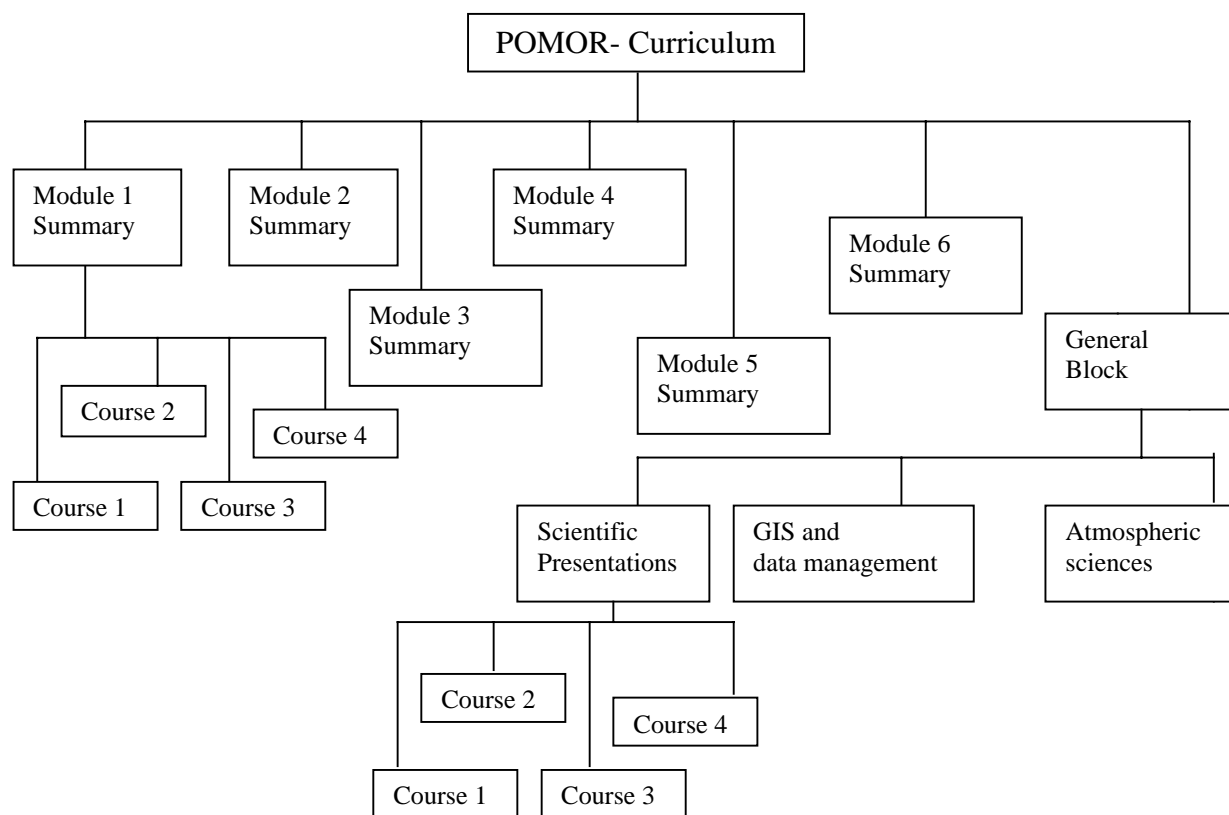 POMOR- Curriculum
Module 1
Summary
Module 2
Summary
Module 4
Summary
Module 6
Summary
Module 3
Summary
General
Block
Module 5
Summary
Course 2
Course 4
Course 1
Course 3
Scientific
Presentations
GIS and
data management
Atmospheric
sciences
Course 2
Course 4
Course 1
Course 3